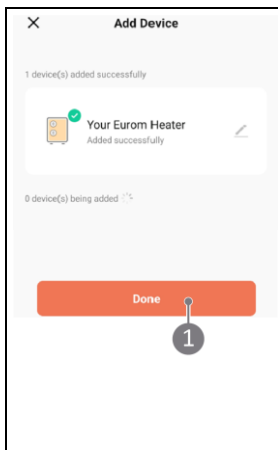 Add Device
1 device(s) added successfully
Your Eurom Heater
Added successfully
0 device(s) being added
Done
1